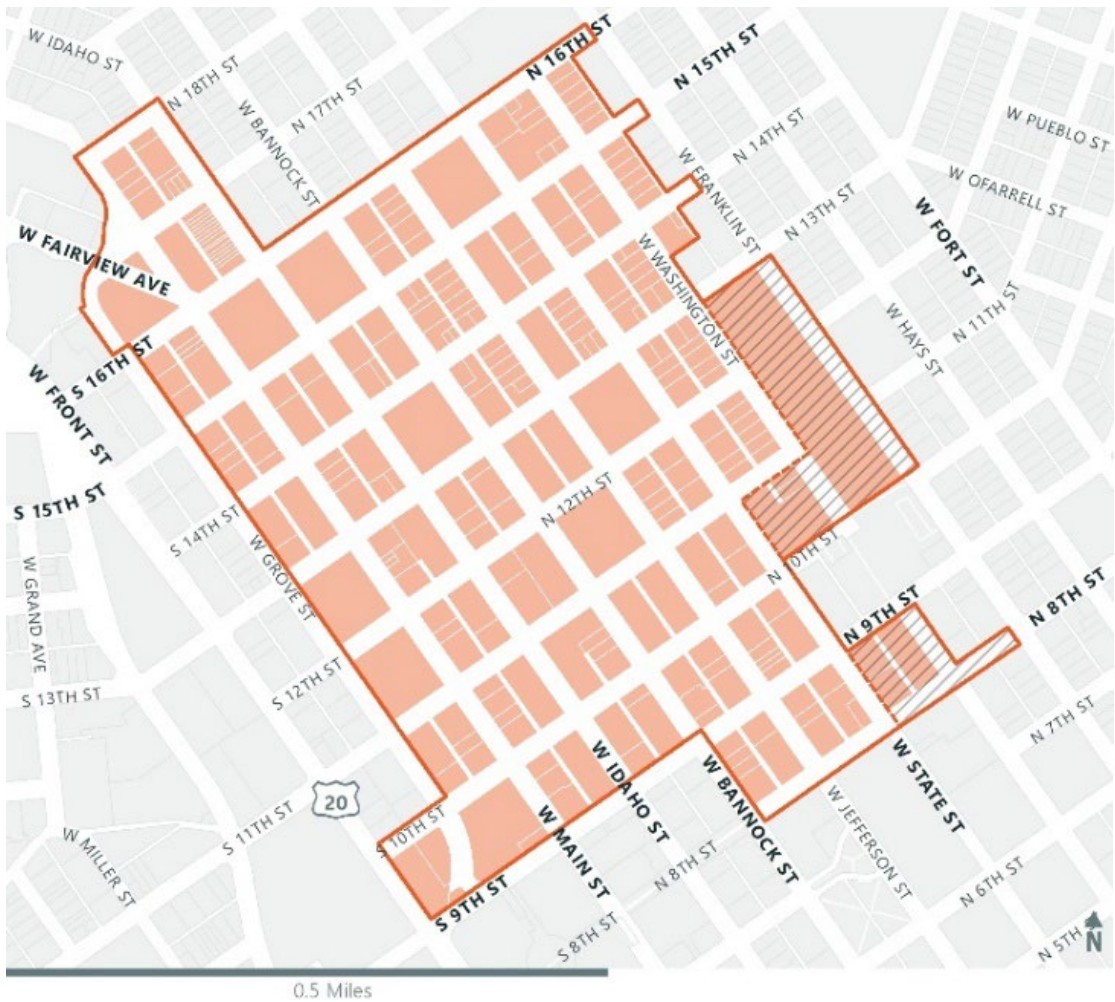 W IDAHO ST
N 18TH ST
W BANNOCK ST
N 17TH ST
N 16TH ST
N 15TH ST
W FRANKLIN ST
N 14TH ST
N 13TH ST
W PUEBLO ST
W OFARRELL ST
W FORT ST
N 11TH ST
W HAYS ST
W WASHINGTON ST
W FAIRVIEW AVE
S 16TH ST
W FRONT ST
S 15TH ST
S 14TH ST
W GROVE ST
W GRAND AVE
S 13TH ST
S 12TH ST
N 12TH ST
N 10TH ST
N 9TH ST
N 8TH ST
N 7TH ST
W STATE ST
W JEFFERSON ST
W BANNOCK ST
W IDAHO ST
W MAIN ST
20
S 11TH ST
S 10TH ST
W MILLER ST
S 9TH ST
S 8TH ST
N 8TH ST
N 6TH ST
N 5TH
N
0.5 Miles